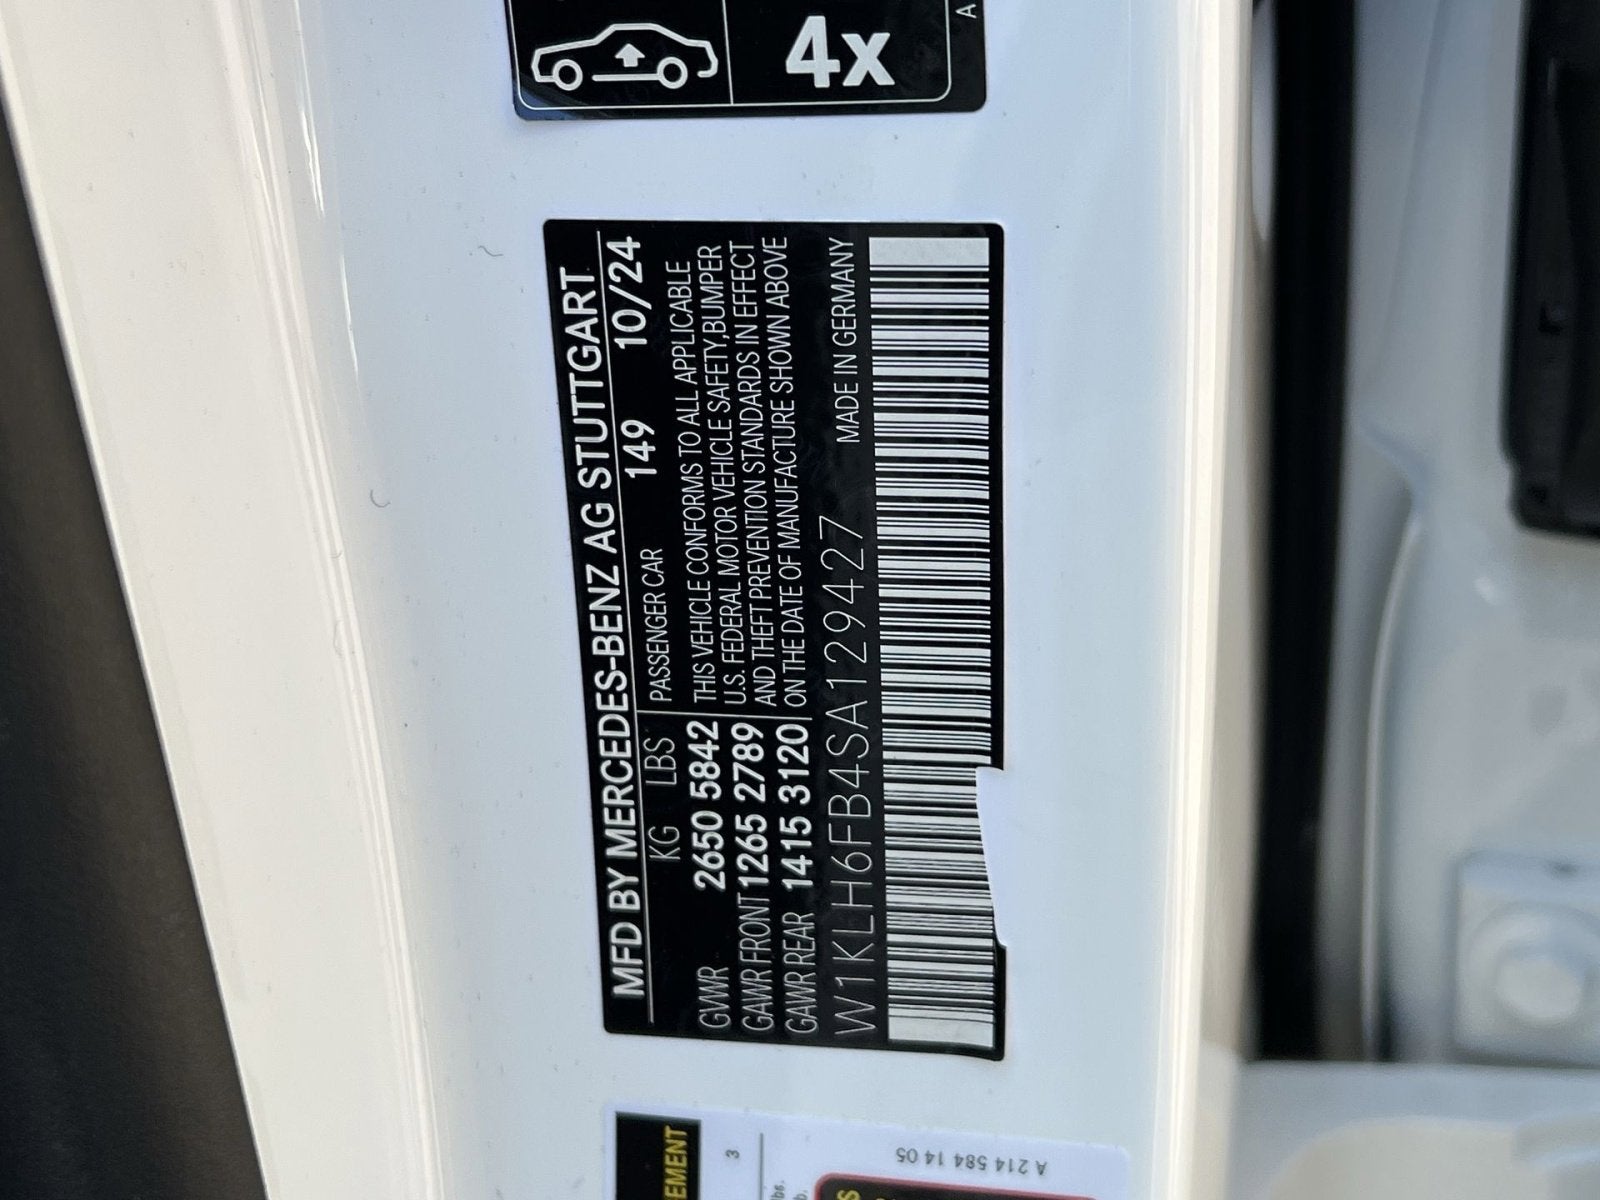 4x
A
MFD BY MERCEDES-BENZ AG STUTTGART
149 10/24
KG LBS PASSENGER CAR
GVWR 2650 5842
GAWR FRONT 1265 2789
GAWR REAR 1415 3120
THIS VEHICLE CONFORMS TO ALL APPLICABLE
U.S. FEDERAL MOTOR VEHICLE SAFETY,BUMPER
AND THEFT PREVENTION STANDARDS IN EFFECT
ON THE DATE OF MANUFACTURE SHOWN ABOVE
W1KLH6FB4SA129427 MADE IN GERMANY
EMENT
3
lbs.
A 214 584 14 05